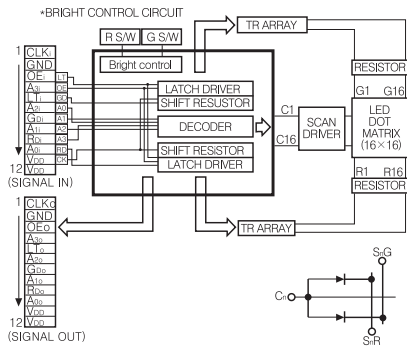 *BRIGHT CONTROL CIRCUIT
R S/W
G S/W
Bright control
TR ARRAY
RESISTOR
G1 G16
1
CLKi
GND
OEi
A3i
LTi
A2i
GDi
A1i
RDi
A0i
VDD
VDD
12
(SIGNAL IN)
LT
OE
GD
A0
A1
A2
A3
RD
CK
LATCH DRIVER
SHIFT RESUSTOR
DECODER
SHIFT RESISTOR
LATCH DRIVER
C1
C16
SCAN
DRIVER
LED
DOT
MATRIX
(16×16)
R1 R16
RESISTOR
TR ARRAY
1
CLKo
GND
OEo
A3o
LTo
A2o
GDo
A1o
RDo
A0o
VDD
VDD
12
(SIGNAL OUT)
SnG
Cn
SnR